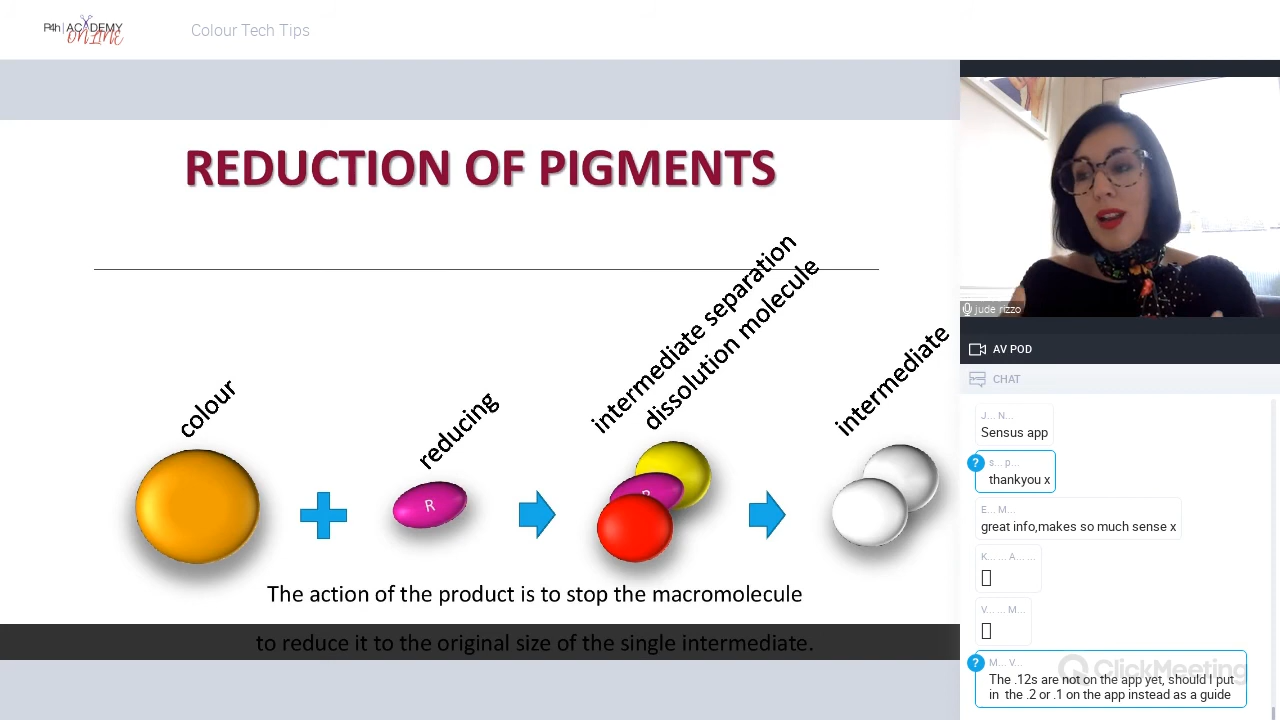 P4h | ACADEMY
ONLINE
Colour Tech Tips
REDUCTION OF PIGMENTS
colour
reducing
intermediate separation
dissolution molecule
intermediate
R
R
The action of the product is to stop the macromolecule
to reduce it to the original size of the single intermediate.
jude rizzo
AV POD
CHAT
J... N...
Sensus app
?
s... p...
thankyou x
E... M...
great info,makes so much sense x
K... ... A... ...
V... ... M...
?
M... V...
ClickMeeting
The .12s are not on the app yet, should I put
in the .2 or .1 on the app instead as a guide